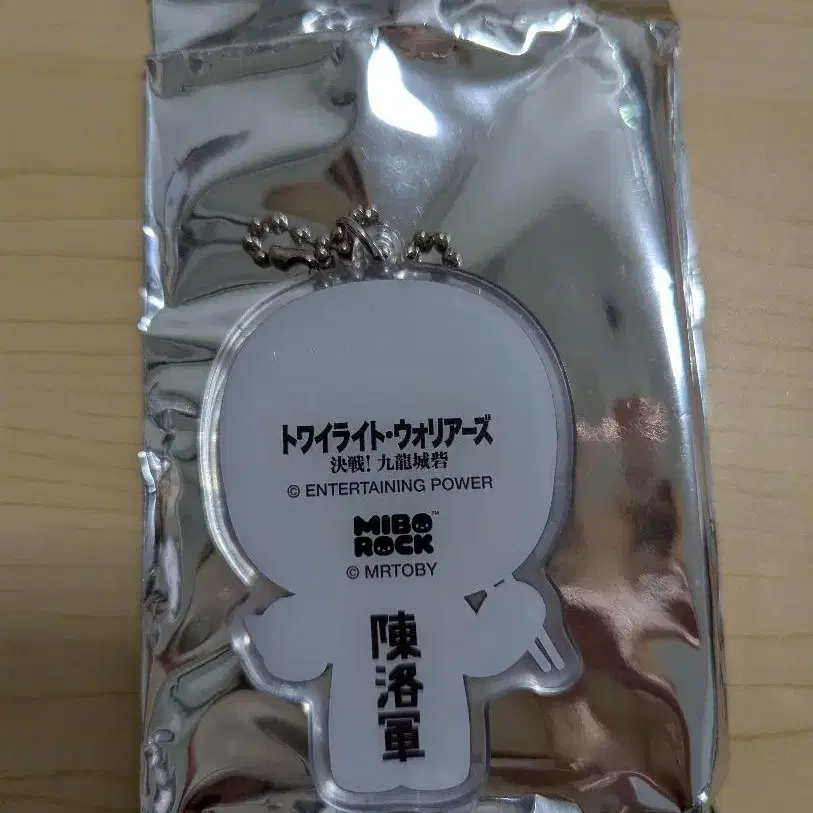 トワイライト・ウォリアーズ
決戦! 九龍城砦
© ENTERTAINING POWER
MIBO™
ROCK
© MRTOBY
陳洛軍